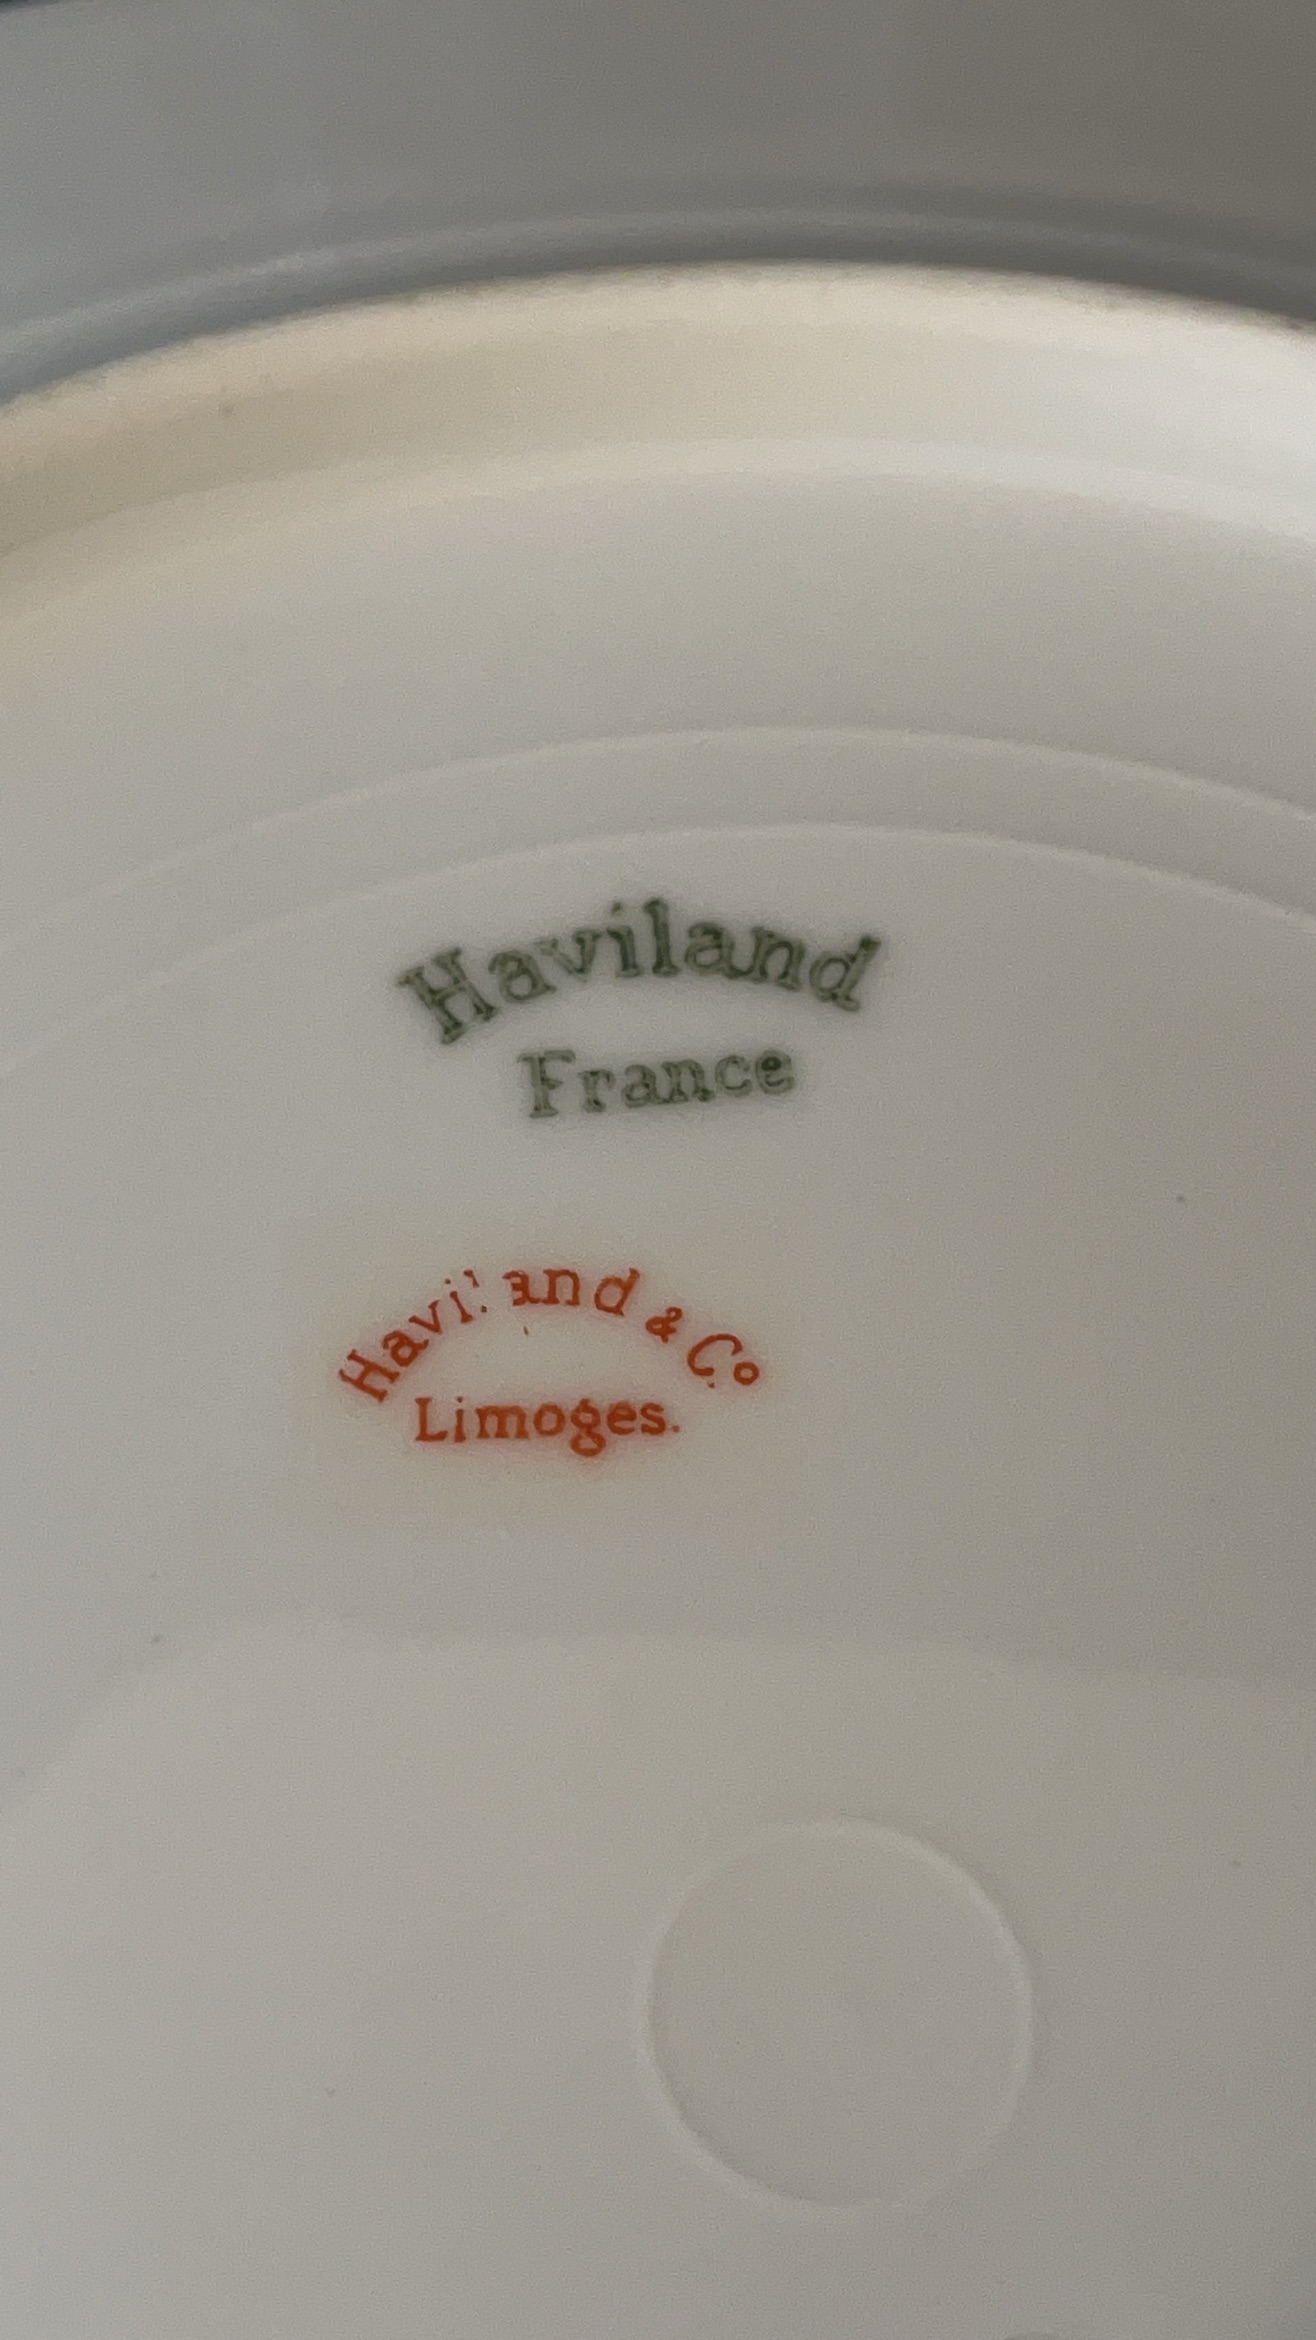 Haviland
France
Haviland & Co
Limoges.